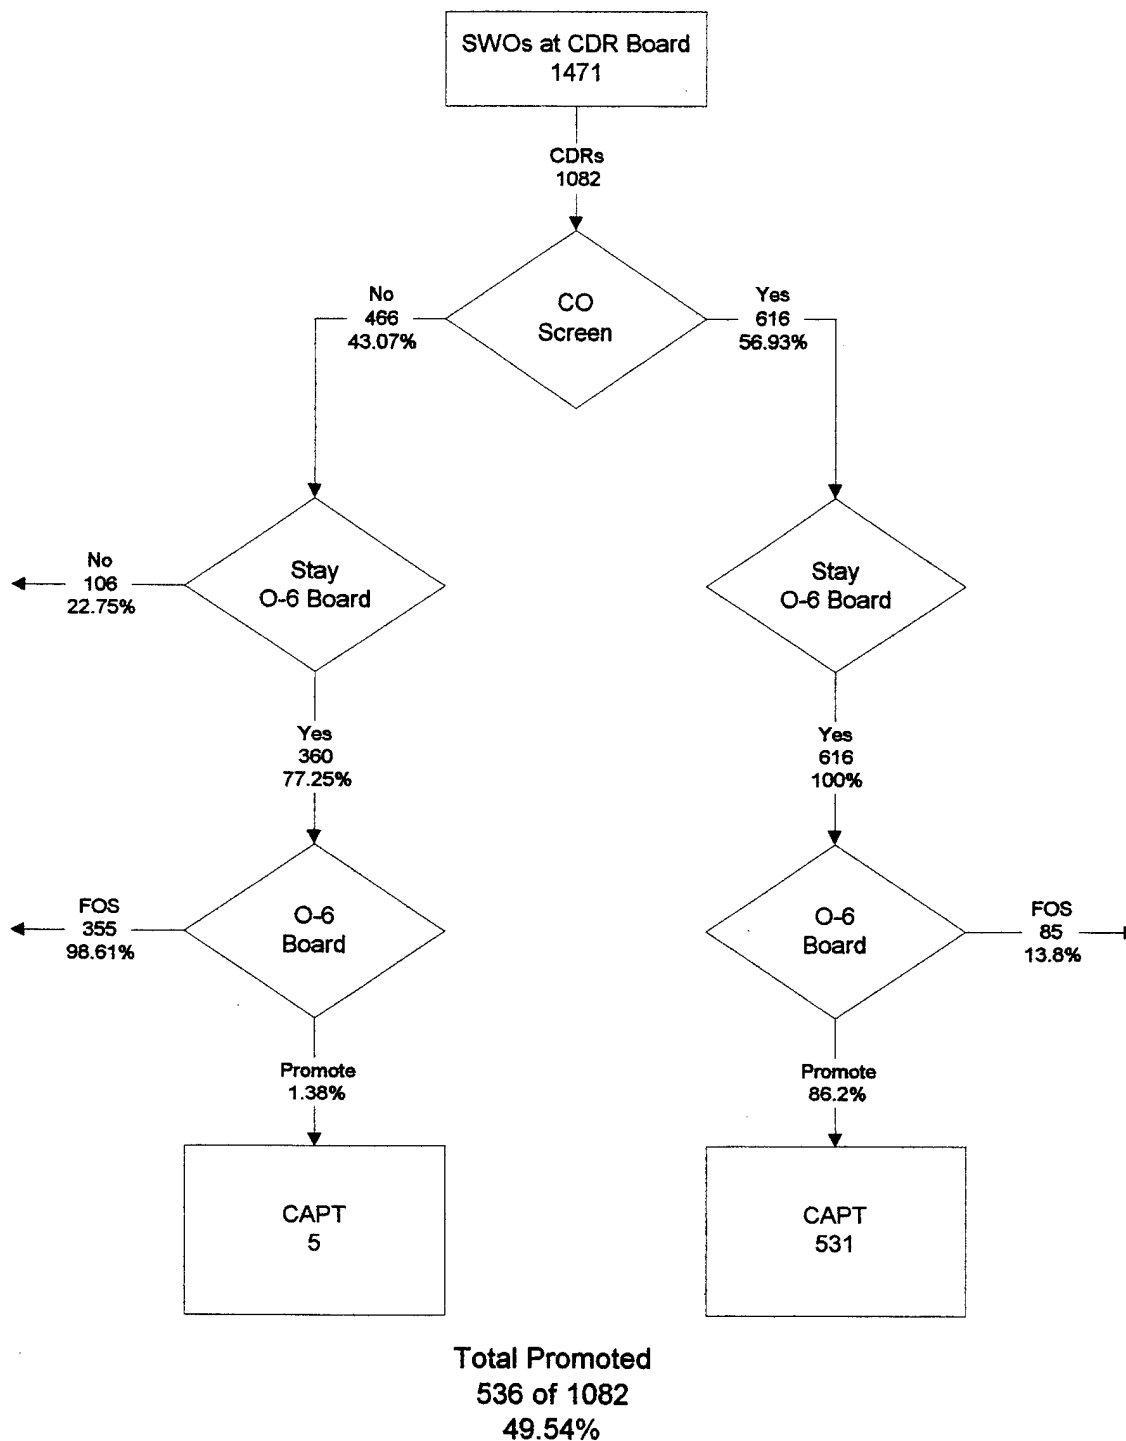 SWOs at CDR Board
1471
CDRs
1082
CO
Screen
No
466
43.07%
Yes
616
56.93%
Stay
O-6 Board
No
106
22.75%
Stay
O-6 Board
Yes
360
77.25%
Yes
616
100%
O-6
Board
FOS
355
98.61%
O-6
Board
FOS
85
13.8%
Promote
1.38%
Promote
86.2%
CAPT
5
CAPT
531
Total Promoted
536 of 1082
49.54%